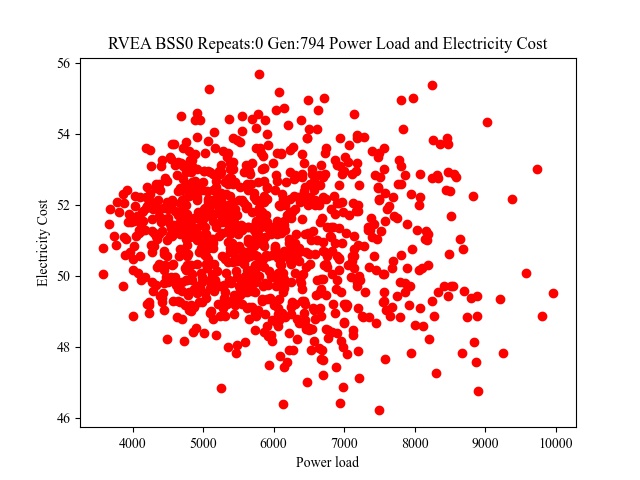 RVEA BSS0 Repeats:0 Gen:794 Power Load and Electricity Cost
56
54
52
50
48
46
Electricity Cost
4000 5000 6000 7000 8000 9000 10000
Power load